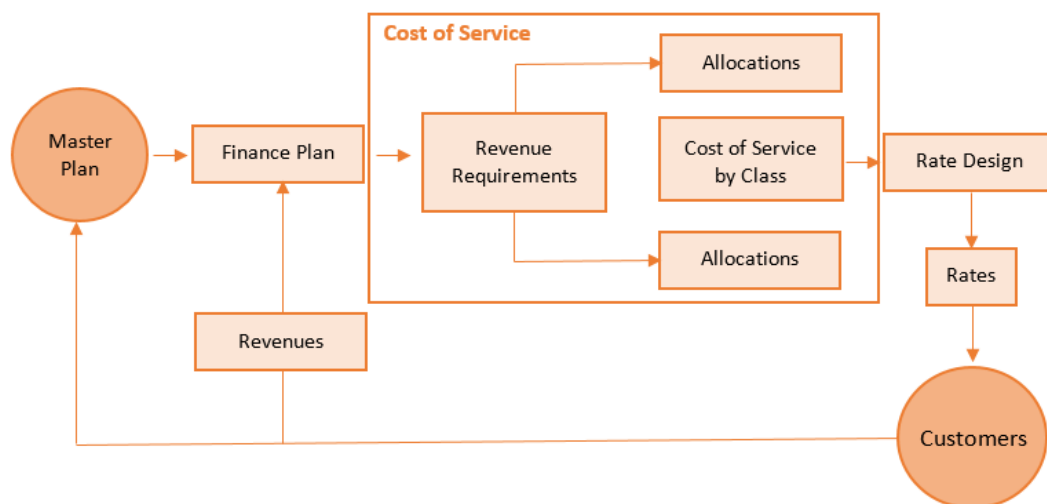 Cost of Service
Master
Plan
Finance Plan
Revenue
Requirements
Allocations
Cost of Service
by Class
Allocations
Rate Design
Rates
Revenues
Customers